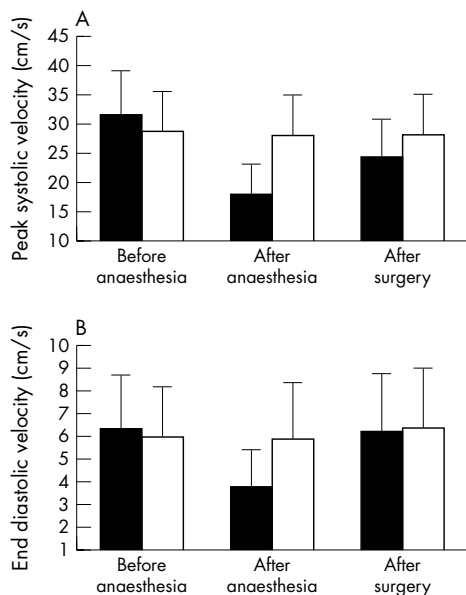 A
Peak systolic velocity (cm/s)
45
40
35
30
25
20
15
10
Before
anaesthesia
After
anaesthesia
After
surgery
B
End diastolic velocity (cm/s)
10
9
8
7
6
5
4
3
2
1
Before
anaesthesia
After
anaesthesia
After
surgery